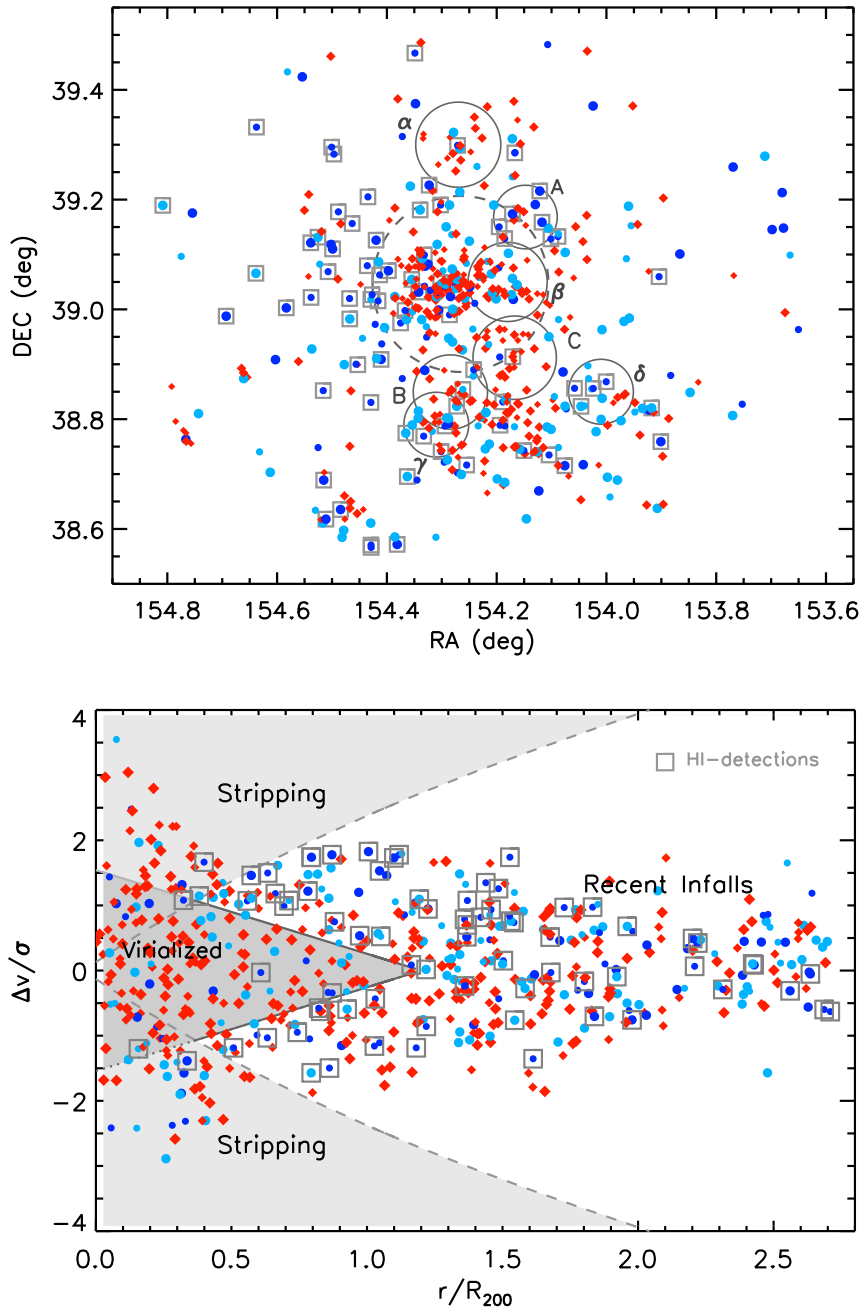 39.4
α
39.2
A
DEC (deg)
39.0
β
C
δ
38.8
B
γ
38.6
154.8 154.6 154.4 154.2 154.0 153.8 153.6
RA (deg)
4
HI-detections
Stripping
2
Recent Infalls
Virialized
Δv/σ
0
-2
Stripping
-4
0.0 0.5 1.0 1.5 2.0 2.5
r/R200